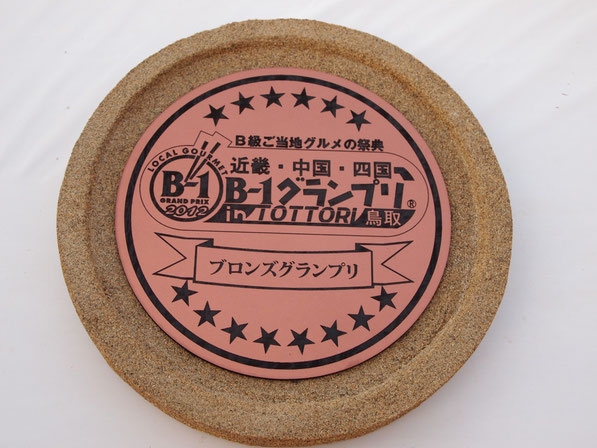 B級ご当地グルメの祭典
LOCAL GOURMET
B-1
GRAND PRIX
2012
近畿・中国・四国
B-1グランプリ®
in TOTTORI 鳥取
ブロンズグランプリ